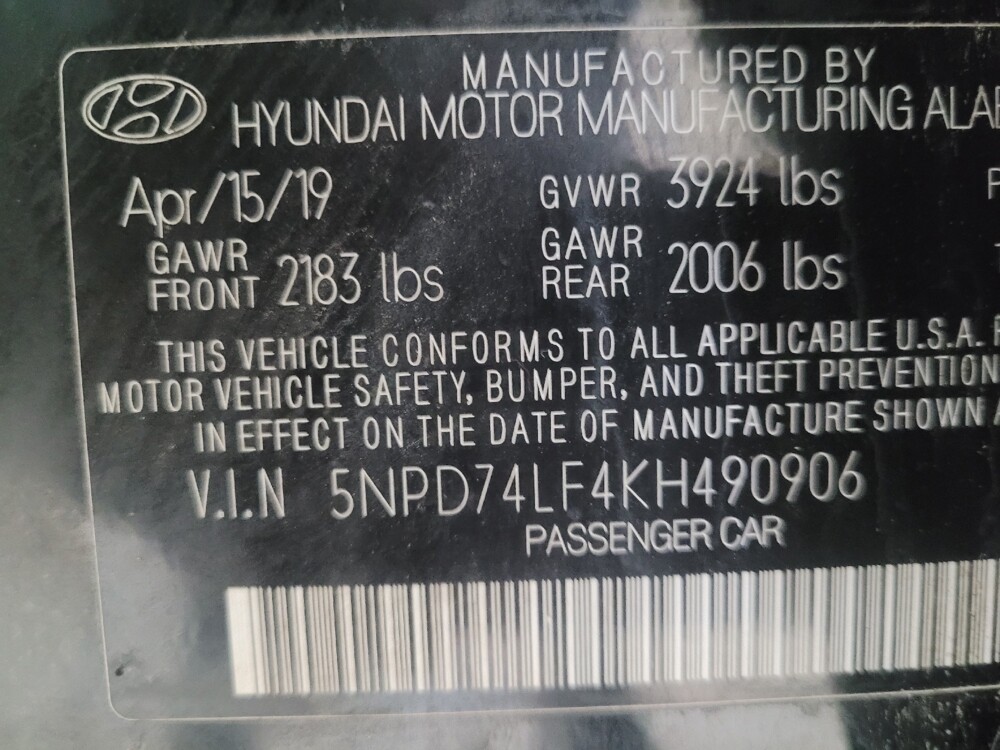 MANUFACTURED BY
HYUNDAI MOTOR MANUFACTURING
Apr/15/19 GVWR 3924 lbs
GAWR FRONT 2183 lbs GAWR REAR 2006 lbs
THIS VEHICLE CONFORMS TO ALL APPLICABLE U.S.A.
MOTOR VEHICLE SAFETY, BUMPER, AND THEFT PREVENTION
IN EFFECT ON THE DATE OF MANUFACTURE SHOWN
V.I.N 5NPD74LF4KH490906
PASSENGER CAR